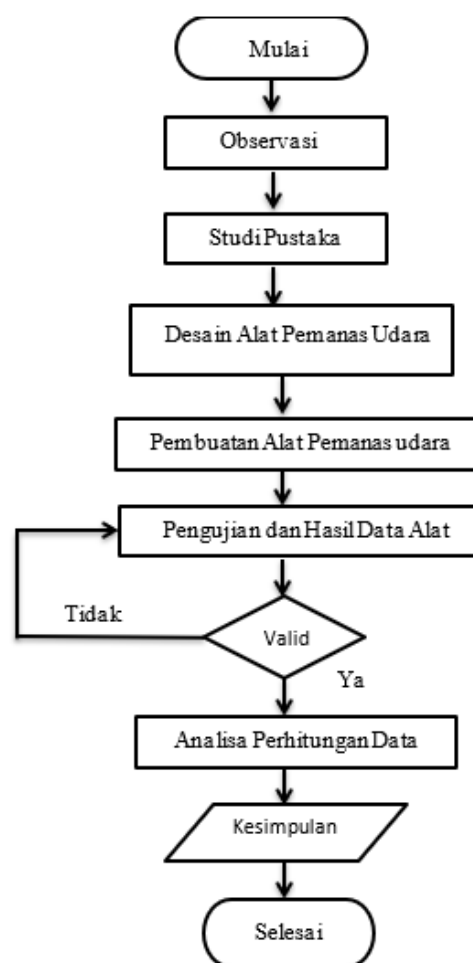 Mulai
Observasi
Studi Pustaka
Desain Alat Pemanas Udara
Pembuatan Alat Pemanas udara
Pengujian dan Hasil Data Alat
Tidak
Valid
Ya
Analisa Perhitungan Data
Kesimpulan
Selesai